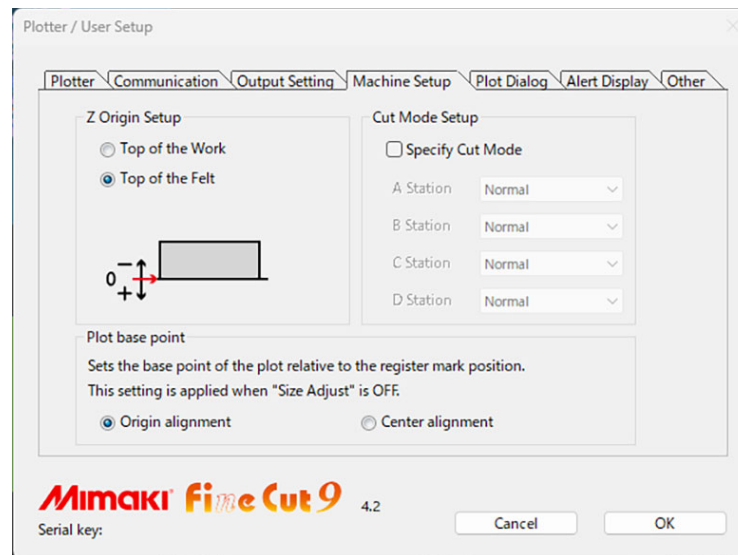 Plotter / User Setup
Plotter Communication Output Setting Machine Setup Plot Dialog Alert Display Other
Z Origin Setup
Top of the Work
Top of the Felt
0
Cut Mode Setup
Specify Cut Mode
A Station Normal
B Station Normal
C Station Normal
D Station Normal
Plot base point
Sets the base point of the plot relative to the register mark position.
This setting is applied when "Size Adjust" is OFF.
Origin alignment Center alignment
Mimaki Fine Cut 9 4.2
Serial key:
Cancel OK